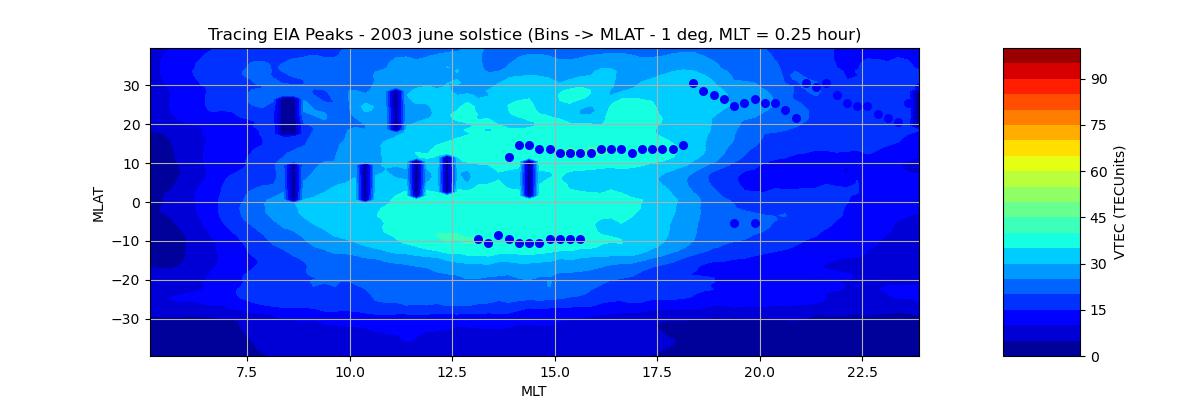 Tracing EIA Peaks - 2003 june solstice (Bins -> MLAT - 1 deg, MLT = 0.25 hour)
30
20
10
0
−10
−20
−30
MLAT
7.5 10.0 12.5 15.0 17.5 20.0 22.5
MLT
90
75
60
45
30
15
0
VTEC (TECUnits)